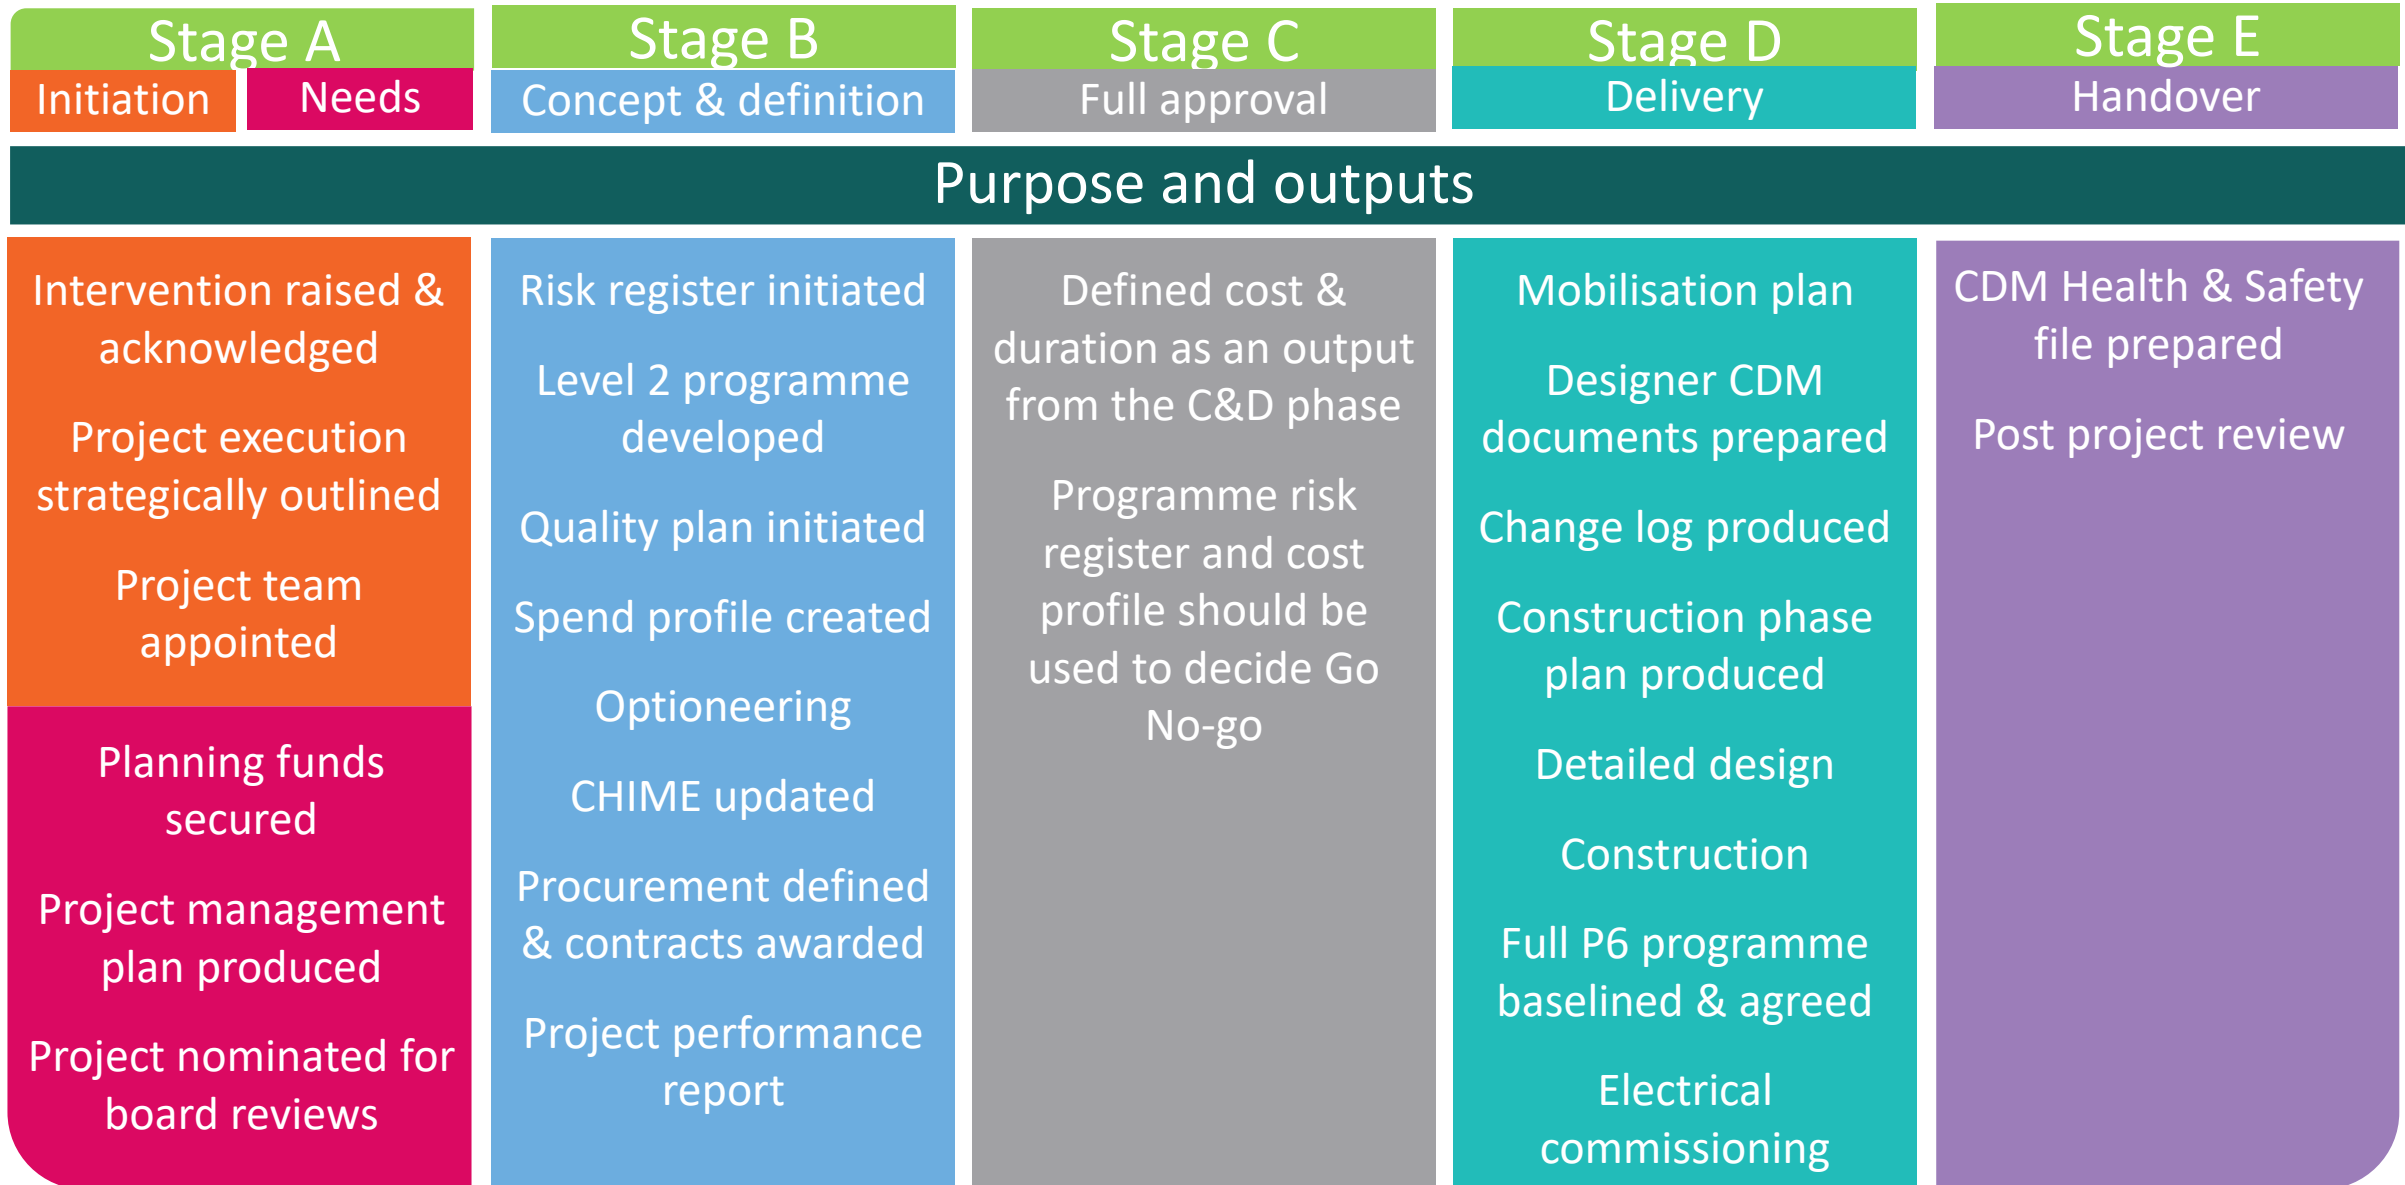 Stage A
Initiation
Needs
Stage B
Concept & definition
Stage C
Full approval
Stage D
Delivery
Stage E
Handover
Purpose and outputs
Intervention raised &
acknowledged
Project execution
strategically outlined
Project team
appointed
Planning funds
secured
Project management
plan produced
Project nominated for
board reviews
Risk register initiated
Level 2 programme
developed
Quality plan initiated
Spend profile created
Optioneering
CHIME updated
Procurement defined
& contracts awarded
Project performance
report
Defined cost &
duration as an output
from the C&D phase
Programme risk
register and cost
profile should be
used to decide Go
No-go
Mobilisation plan
Designer CDM
documents prepared
Change log produced
Construction phase
plan produced
Detailed design
Construction
Full P6 programme
baselined & agreed
Electrical
commissioning
CDM Health & Safety
file prepared
Post project review